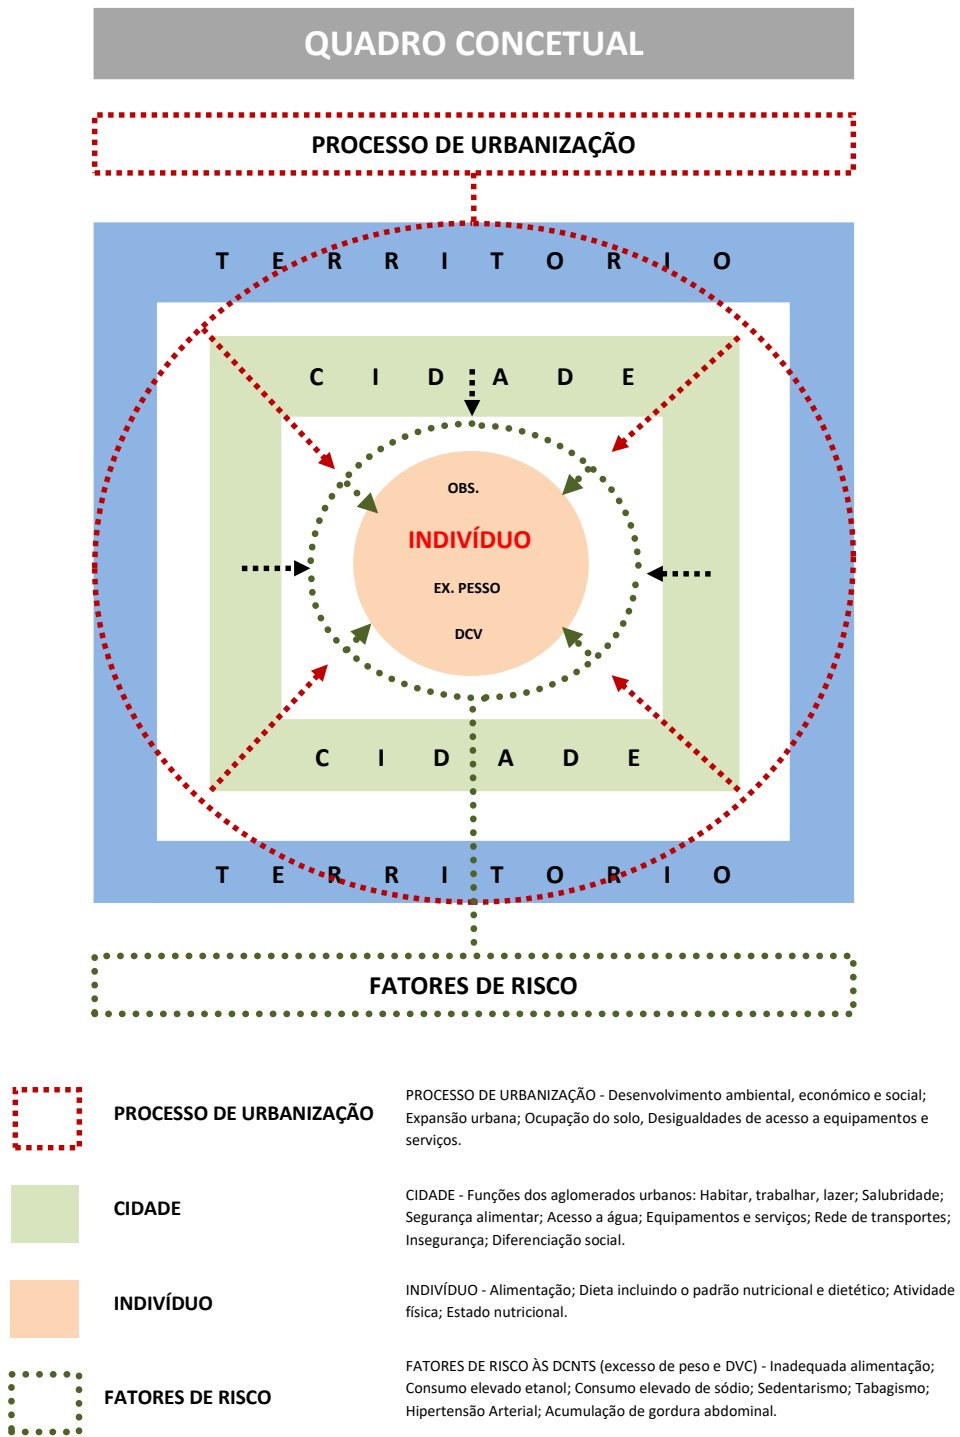 QUADRO CONCETUAL
PROCESSO DE URBANIZAÇÃO
T E R R I T O R I O
C I D A D E
OBS.
INDIVÍDUO
EX. PESSO
DCV
C I D A D E
T E R R I T O R I O
FATORES DE RISCO
PROCESSO DE URBANIZAÇÃO
PROCESSO DE URBANIZAÇÃO - Desenvolvimento ambiental, económico e social;
Expansão urbana; Ocupação do solo, Desigualdades de acesso a equipamentos e
serviços.
CIDADE
CIDADE - Funções dos aglomerados urbanos: Habitar, trabalhar, lazer; Salubridade;
Segurança alimentar; Acesso a água; Equipamentos e serviços; Rede de transportes;
Insegurança; Diferenciação social.
INDIVÍDUO
INDIVÍDUO - Alimentação; Dieta incluindo o padrão nutricional e dietético; Atividade
física; Estado nutricional.
FATORES DE RISCO
FATORES DE RISCO ÀS DCNTS (excesso de peso e DVC) - Inadequada alimentação;
Consumo elevado etanol; Consumo elevado de sódio; Sedentarismo; Tabagismo;
Hipertensão Arterial; Acumulação de gordura abdominal.